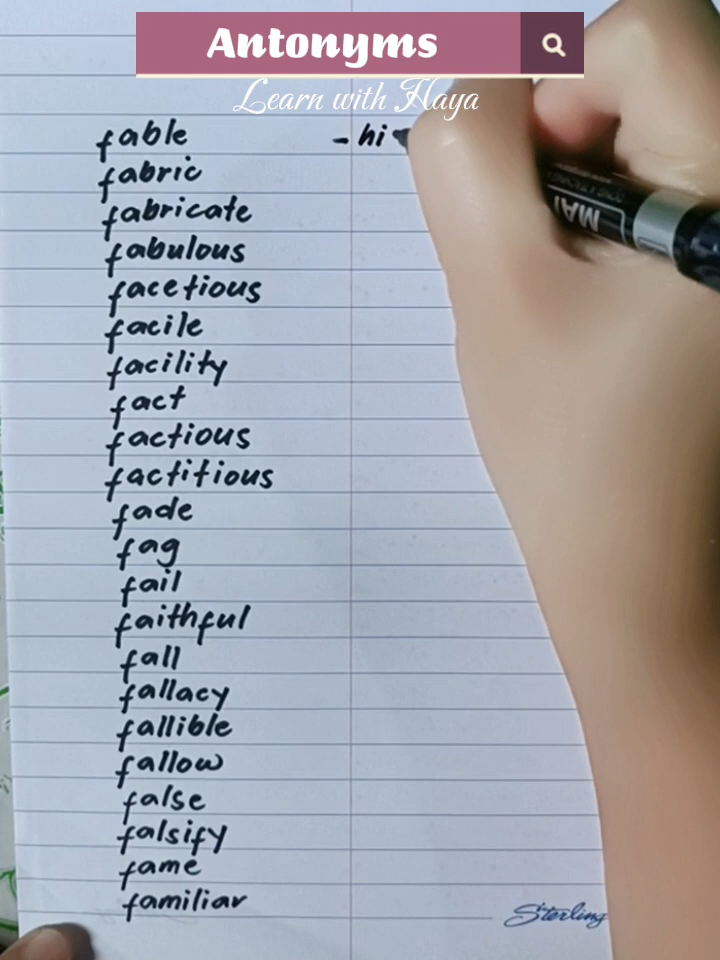 Antonyms
Learn with Haya
fable - hi
fabric
fabricate
fabulous
facetious
facile
facility
fact
factious
factitious
fade
fag
fail
faithful
fall
fallacy
fallible
fallow
false
falsify
fame
familiar
Sterling